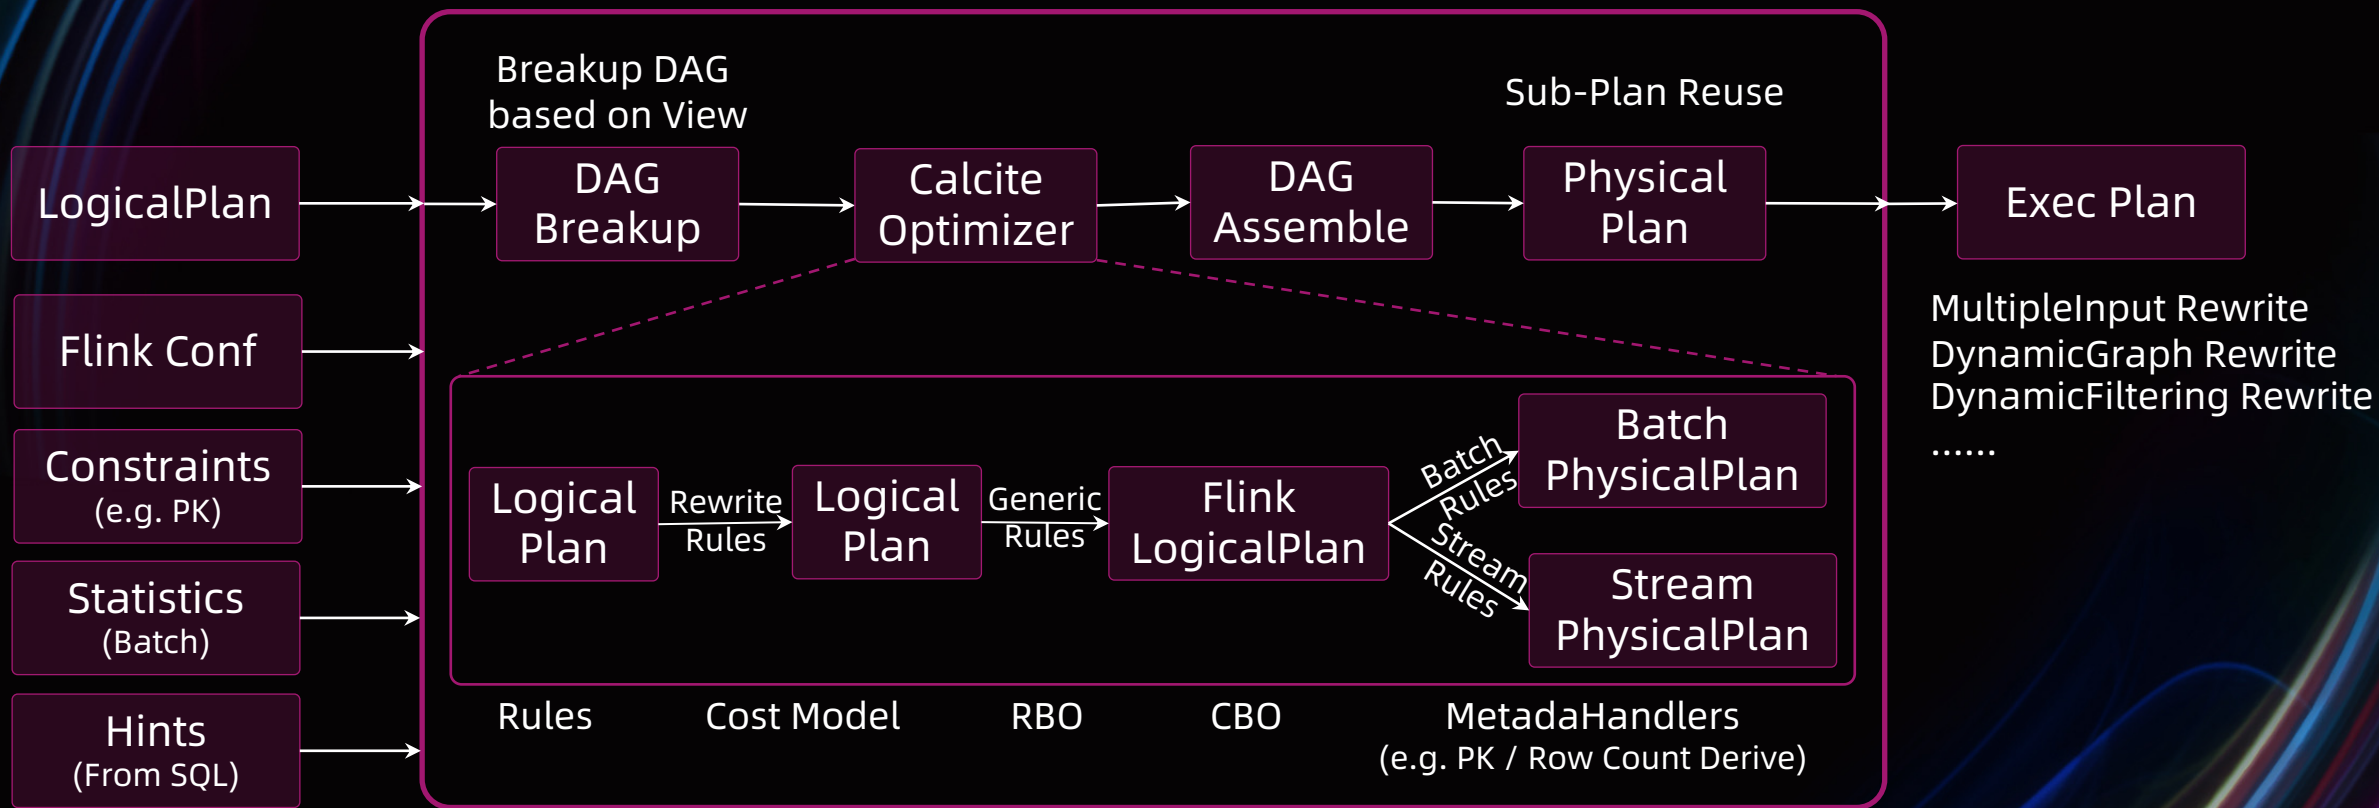 Breakup DAG
based on View
Sub-Plan Reuse
LogicalPlan
DAG
Breakup
Calcite
Optimizer
DAG
Assemble
Physical
Plan
Exec Plan
MultipleInput Rewrite
DynamicGraph Rewrite
DynamicFiltering Rewrite
......
Flink Conf
Constraints
(e.g. PK)
Statistics
(Batch)
Hints
(From SQL)
Logical
Plan
Rewrite
Rules
Logical
Plan
Generic
Rules
Flink
LogicalPlan
Batch
Rules
Stream
Rules
Batch
PhysicalPlan
Stream
PhysicalPlan
Rules
Cost Model
RBO
CBO
MetadaHandlers
(e.g. PK / Row Count Derive)